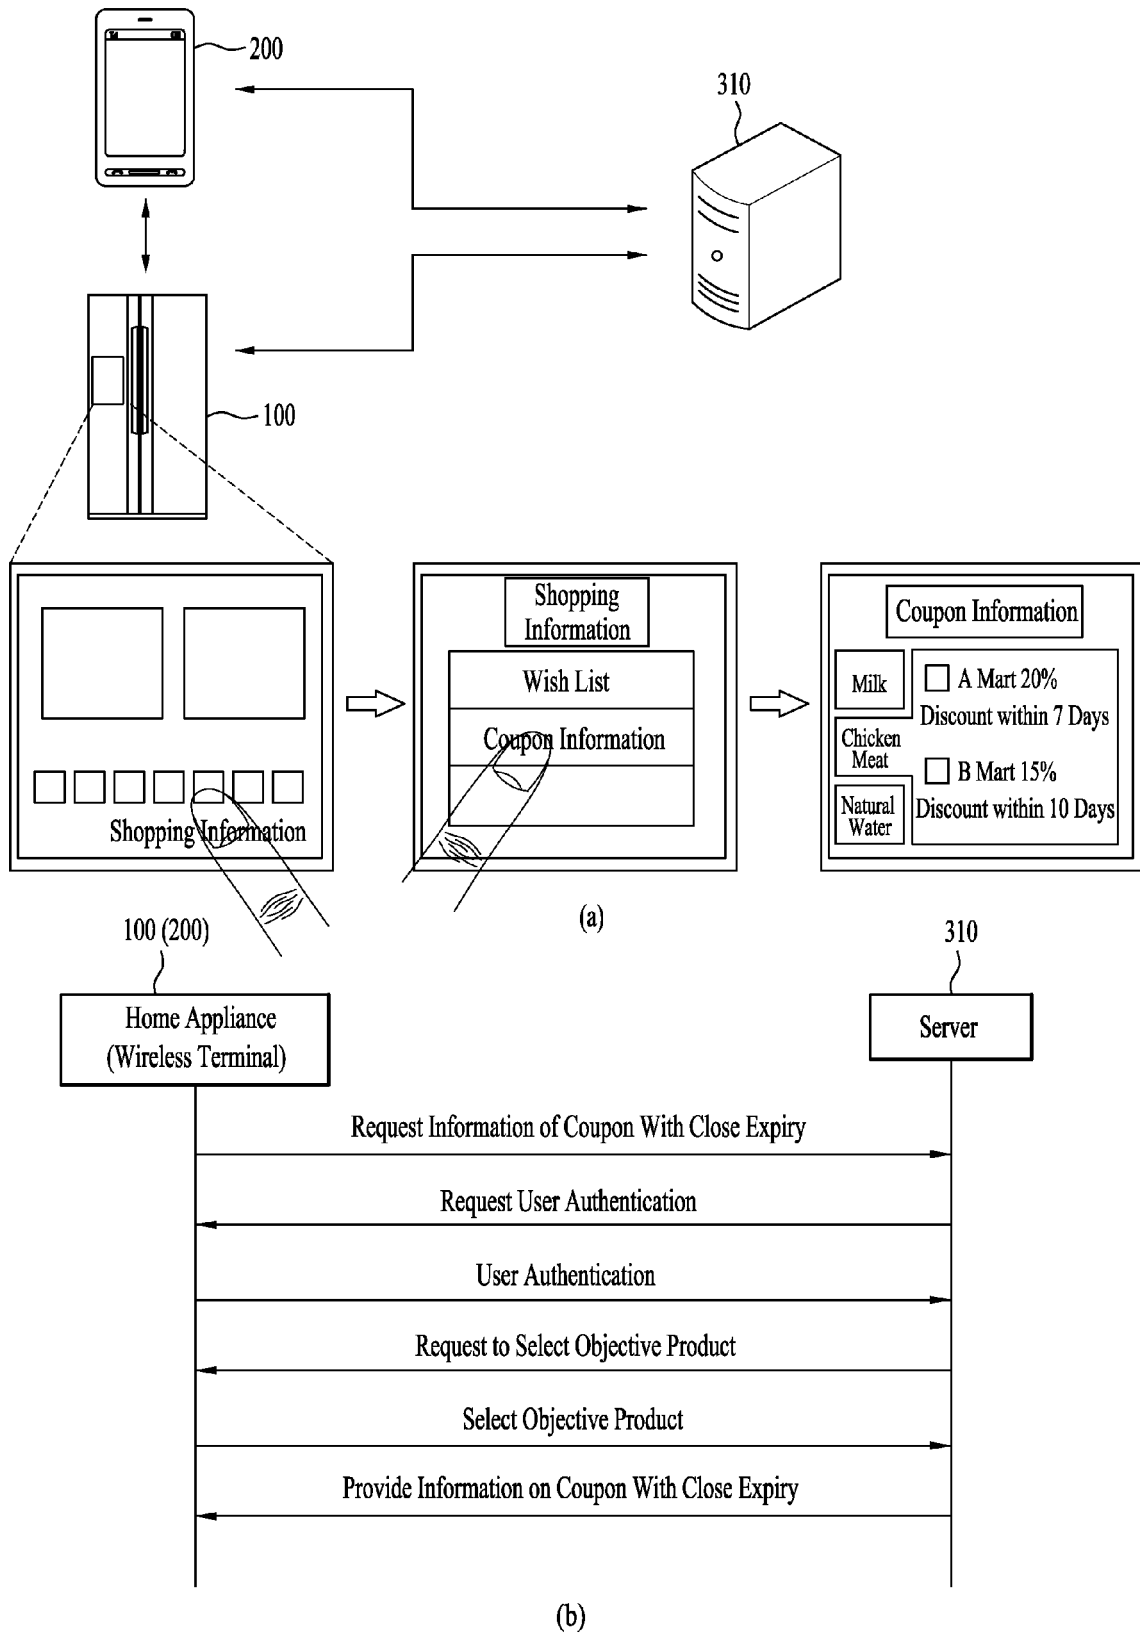 200
310
100
Shopping Information
Shopping
Information
Wish List
Coupon Information
Coupon Information
Milk
Chicken
Meat
Natural
Water
A Mart 20%
Discount within 7 Days
B Mart 15%
Discount within 10 Days
(a)
100 (200)
310
Home Appliance
(Wireless Terminal)
Server
Request Information of Coupon With Close Expiry
Request User Authentication
User Authentication
Request to Select Objective Product
Select Objective Product
Provide Information on Coupon With Close Expiry
(b)